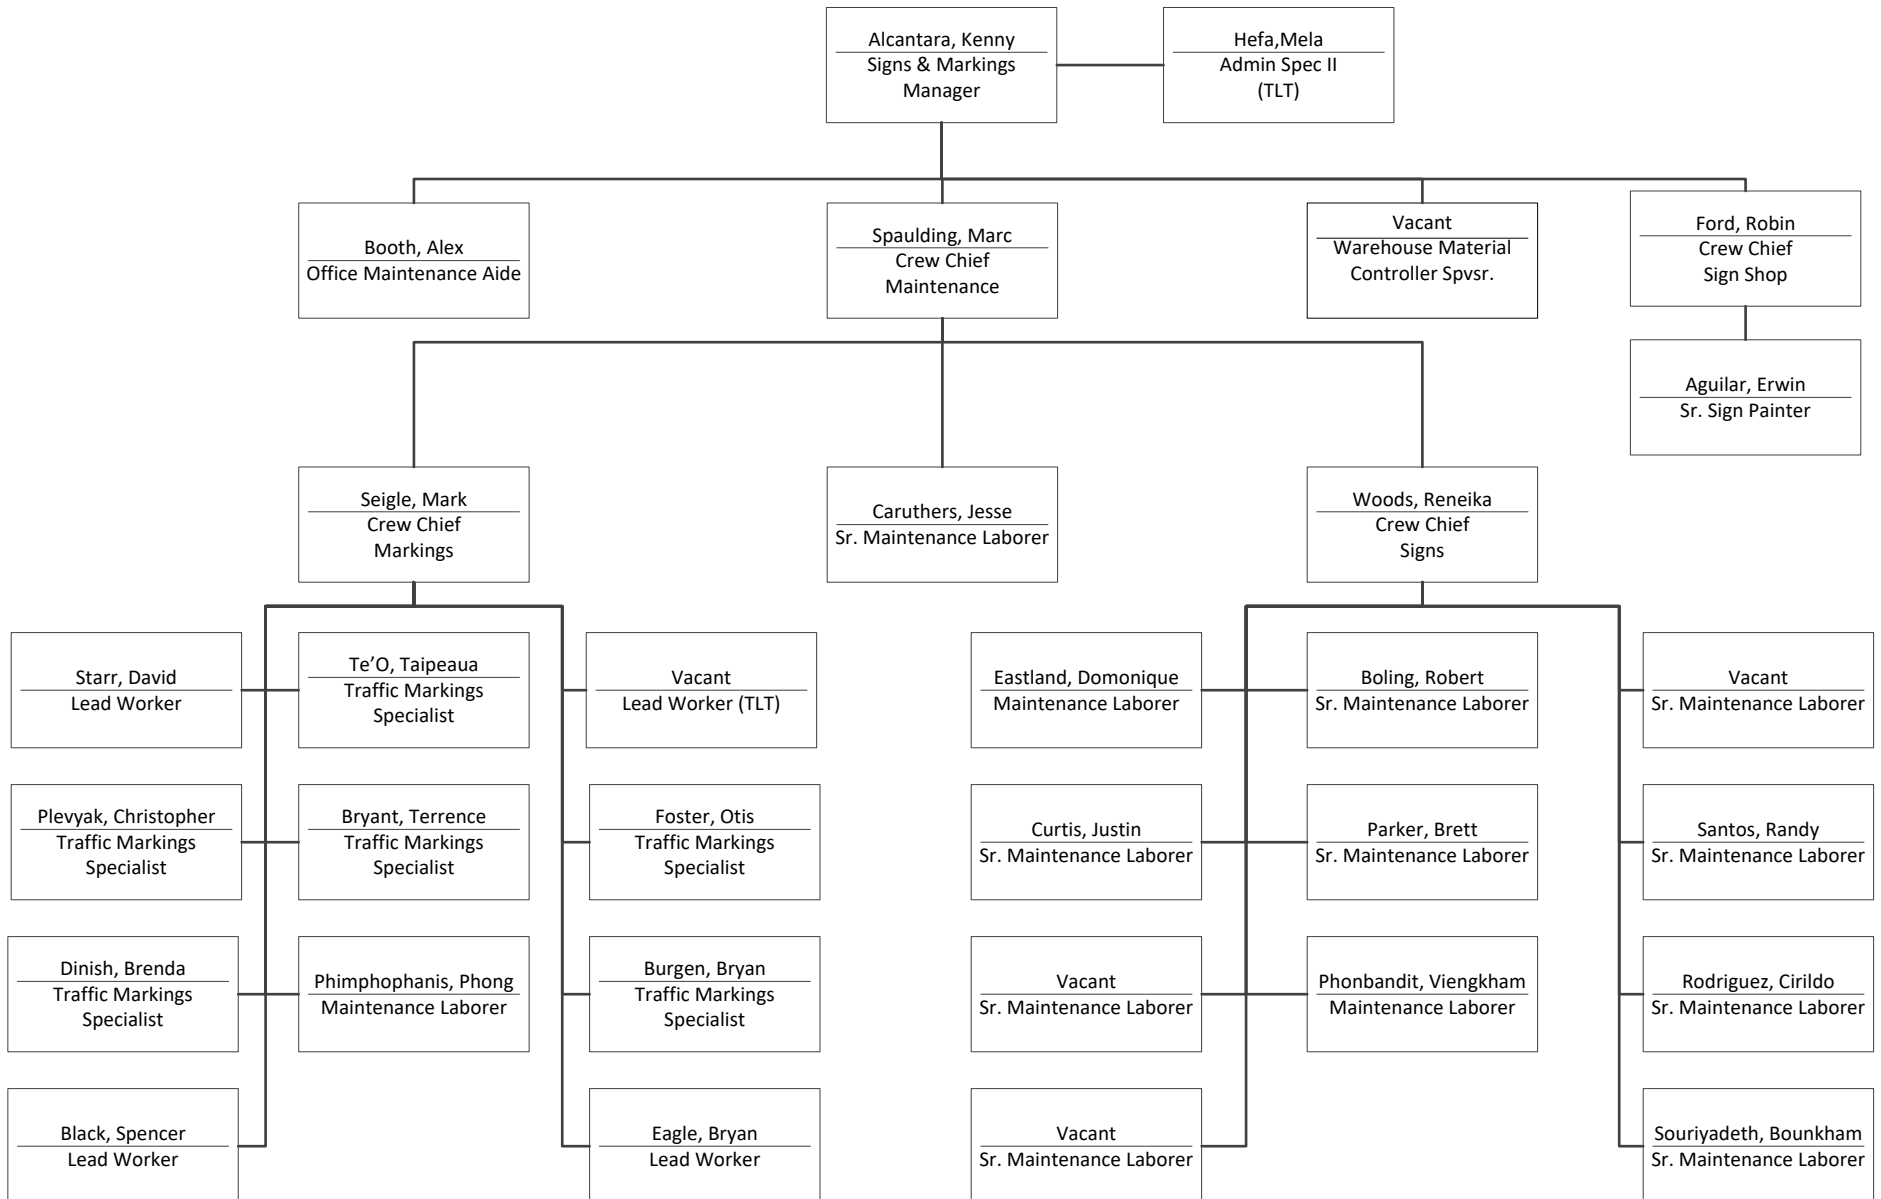 Alcantara, Kenny
Signs & Markings
Manager
Hefa,Mela
Admin Spec II
(TLT)
Booth, Alex
Office Maintenance Aide
Spaulding, Marc
Crew Chief
Maintenance
Vacant
Warehouse Material
Controller Spvsr.
Ford, Robin
Crew Chief
Sign Shop
Aguilar, Erwin
Sr. Sign Painter
Seigle, Mark
Crew Chief
Markings
Caruthers, Jesse
Sr. Maintenance Laborer
Woods, Reneika
Crew Chief
Signs
Starr, David
Lead Worker
Te’O, Taipeaua
Traffic Markings
Specialist
Vacant
Lead Worker (TLT)
Eastland, Domonique
Maintenance Laborer
Boling, Robert
Sr. Maintenance Laborer
Vacant
Sr. Maintenance Laborer
Plevyak, Christopher
Traffic Markings
Specialist
Bryant, Terrence
Traffic Markings
Specialist
Foster, Otis
Traffic Markings
Specialist
Curtis, Justin
Sr. Maintenance Laborer
Parker, Brett
Sr. Maintenance Laborer
Santos, Randy
Sr. Maintenance Laborer
Dinish, Brenda
Traffic Markings
Specialist
Phimphophanis, Phong
Maintenance Laborer
Burgen, Bryan
Traffic Markings
Specialist
Vacant
Sr. Maintenance Laborer
Phonbandit, Viengkham
Maintenance Laborer
Rodriguez, Cirildo
Sr. Maintenance Laborer
Black, Spencer
Lead Worker
Eagle, Bryan
Lead Worker
Vacant
Sr. Maintenance Laborer
Souriyadeth, Bounkham
Sr. Maintenance Laborer